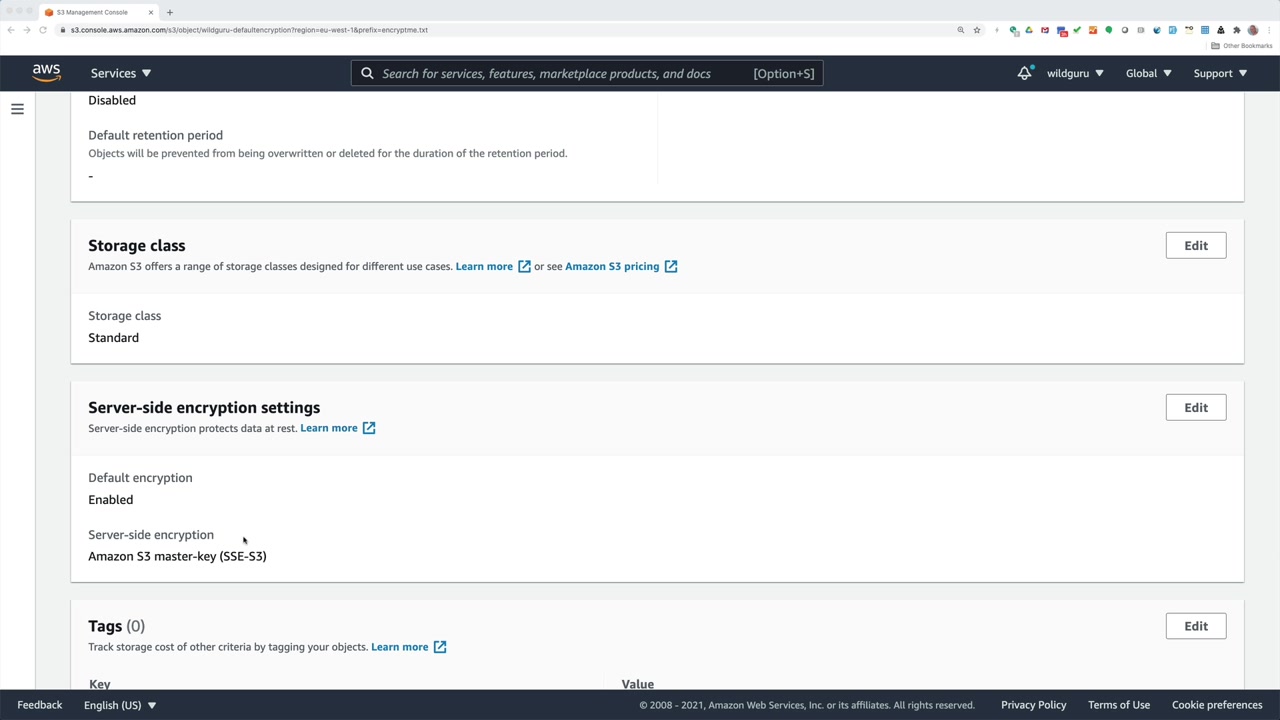 S3 Management Console
s3.console.aws.amazon.com/s3/object/wildguru-defaultencryption?region=eu-west-1&prefix=encryptme.txt
Other Bookmarks
aws
Services
Search for services, features, marketplace products, and docs [Option+S]
wildguru
Global
Support
Disabled
Default retention period
Objects will be prevented from being overwritten or deleted for the duration of the retention period.
-
Storage class
Edit
Amazon S3 offers a range of storage classes designed for different use cases. Learn more or see Amazon S3 pricing
Storage class
Standard
Server-side encryption settings
Edit
Server-side encryption protects data at rest. Learn more
Default encryption
Enabled
Server-side encryption
Amazon S3 master-key (SSE-S3)
Tags (0)
Edit
Track storage cost of other criteria by tagging your objects. Learn more
Key Value
Feedback English (US) © 2008 - 2021, Amazon Web Services, Inc. or its affiliates. All rights reserved. Privacy Policy Terms of Use Cookie preferences